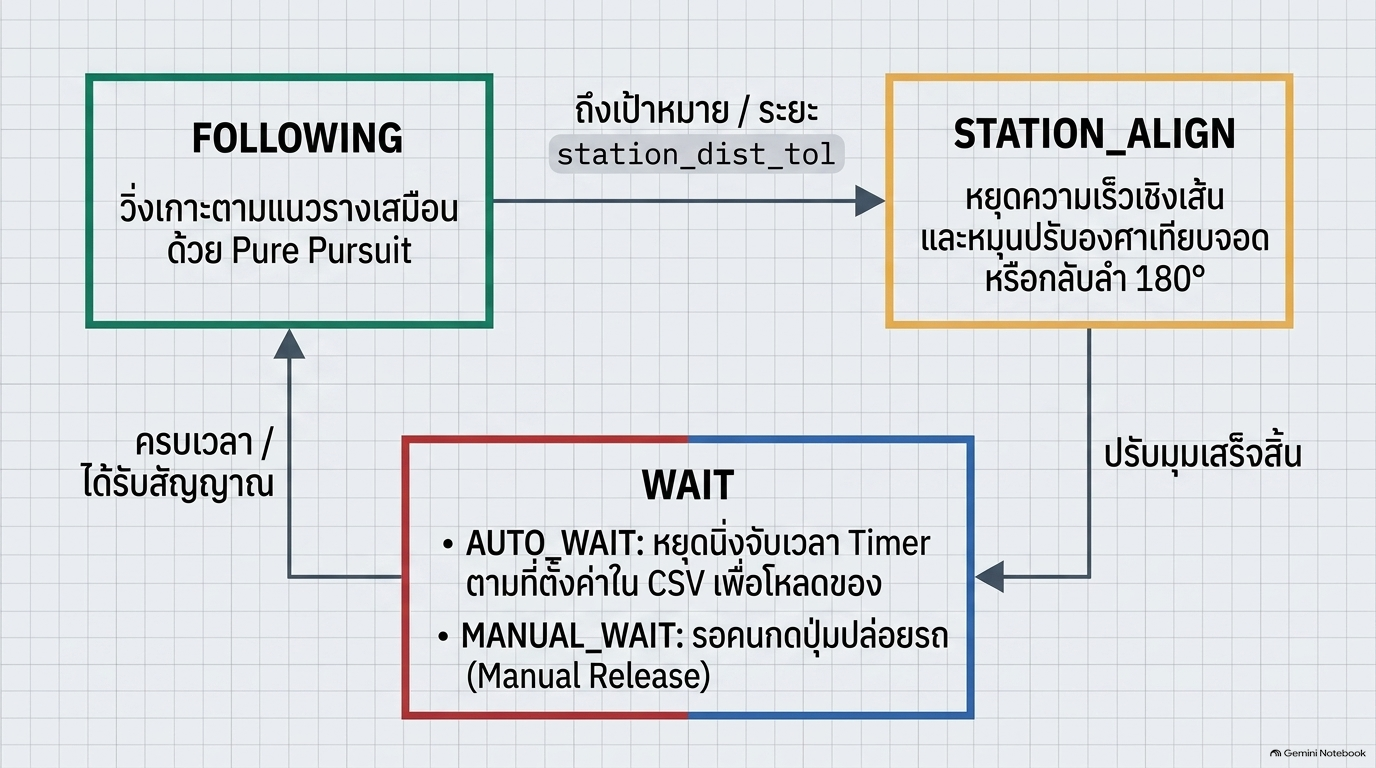 FOLLOWING
วิ่งเกาะตามแนวรางเสมือน
ด้วย Pure Pursuit
ถึงเป้าหมาย / ระยะ
station_dist_tol
STATION_ALIGN
หยุดความเร็วเชิงเส้น
และหมุนปรับองศาเทียบจอด
หรือกลับลำ 180°
ครบเวลา /
ได้รับสัญญาณ
ปรับมุมเสร็จสิ้น
WAIT
• AUTO_WAIT: หยุดนิ่งจับเวลา Timer
ตามที่ตั้งค่าใน CSV เพื่อโหลดของ
• MANUAL_WAIT: รอคนกดปุ่มปล่อยรถ
(Manual Release)
Gemini Notebook